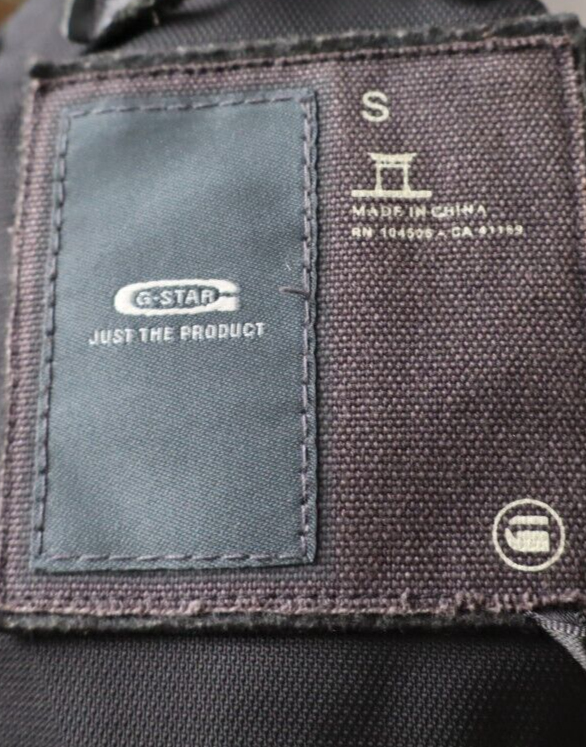 G-STAR
JUST THE PRODUCT
S
MADE IN CHINA
RN 104506 - CA 41199